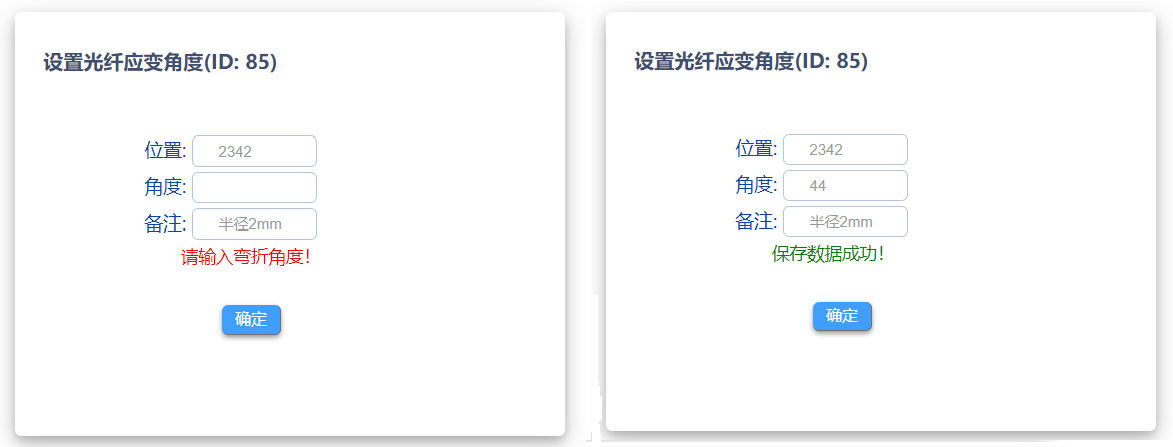 设置光纤应变角度(ID: 85)
位置: 2342
角度:
备注: 半径2mm
请输入弯折角度!
确定
设置光纤应变角度(ID: 85)
位置: 2342
角度: 44
备注: 半径2mm
保存数据成功!
确定